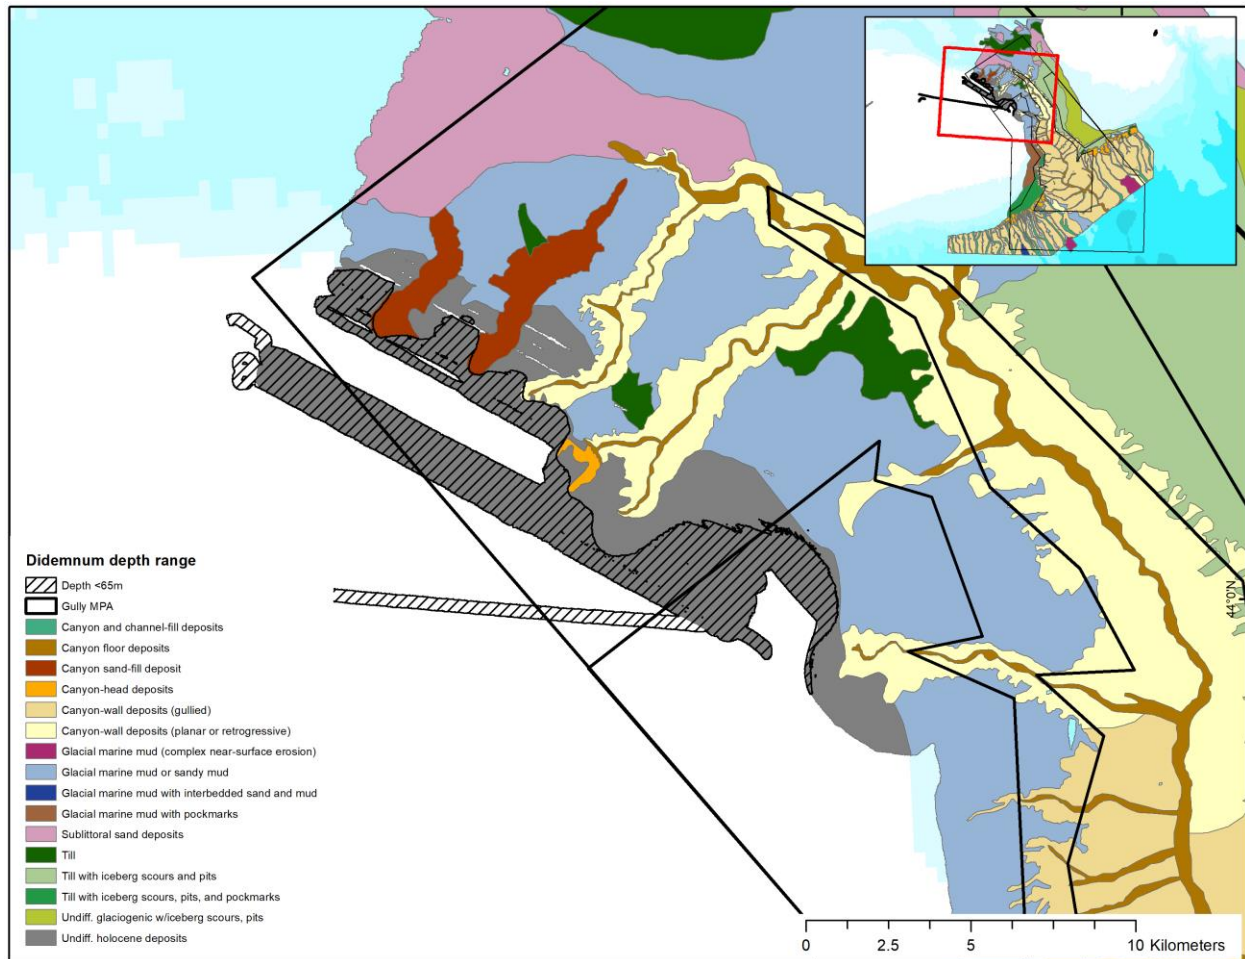 Didemnum depth range
Depth <65m
Gully MPA
Canyon and channel-fill deposits
Canyon floor deposits
Canyon sand-fill deposit
Canyon-head deposits
Canyon-wall deposits (gullied)
Canyon-wall deposits (planar or retrogressive)
Glacial marine mud (complex near-surface erosion)
Glacial marine mud or sandy mud
Glacial marine mud with interbedded sand and mud
Glacial marine mud with pockmarks
Sublittoral sand deposits
Till
Till with iceberg scours and pits
Till with iceberg scours, pits, and pockmarks
Undiff. glaciogenic w/iceberg scours, pits
Undiff. holocene deposits
44°0'N
0 2.5 5 10 Kilometers